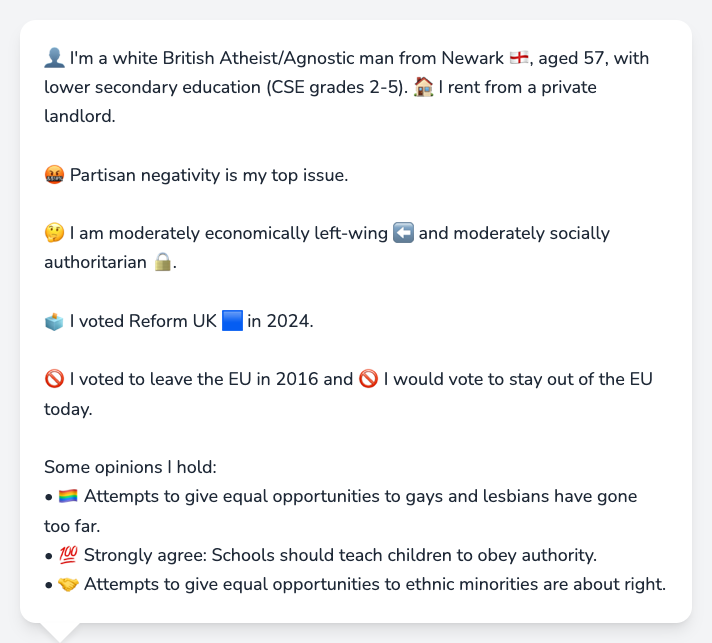 👤 I'm a white British Atheist/Agnostic man from Newark 🏴󠁧󠁢󠁥󠁮󠁧󠁿, aged 57, with
lower secondary education (CSE grades 2-5). 🏠 I rent from a private
landlord.
🤬 Partisan negativity is my top issue.
🤔 I am moderately economically left-wing ⬅️ and moderately socially
authoritarian 🔒.
🗳️ I voted Reform UK 🟦 in 2024.
🚫 I voted to leave the EU in 2016 and 🚫 I would vote to stay out of the EU
today.
Some opinions I hold:
• 🏳️‍🌈 Attempts to give equal opportunities to gays and lesbians have gone
too far.
• 💯 Strongly agree: Schools should teach children to obey authority.
• 🤝 Attempts to give equal opportunities to ethnic minorities are about right.